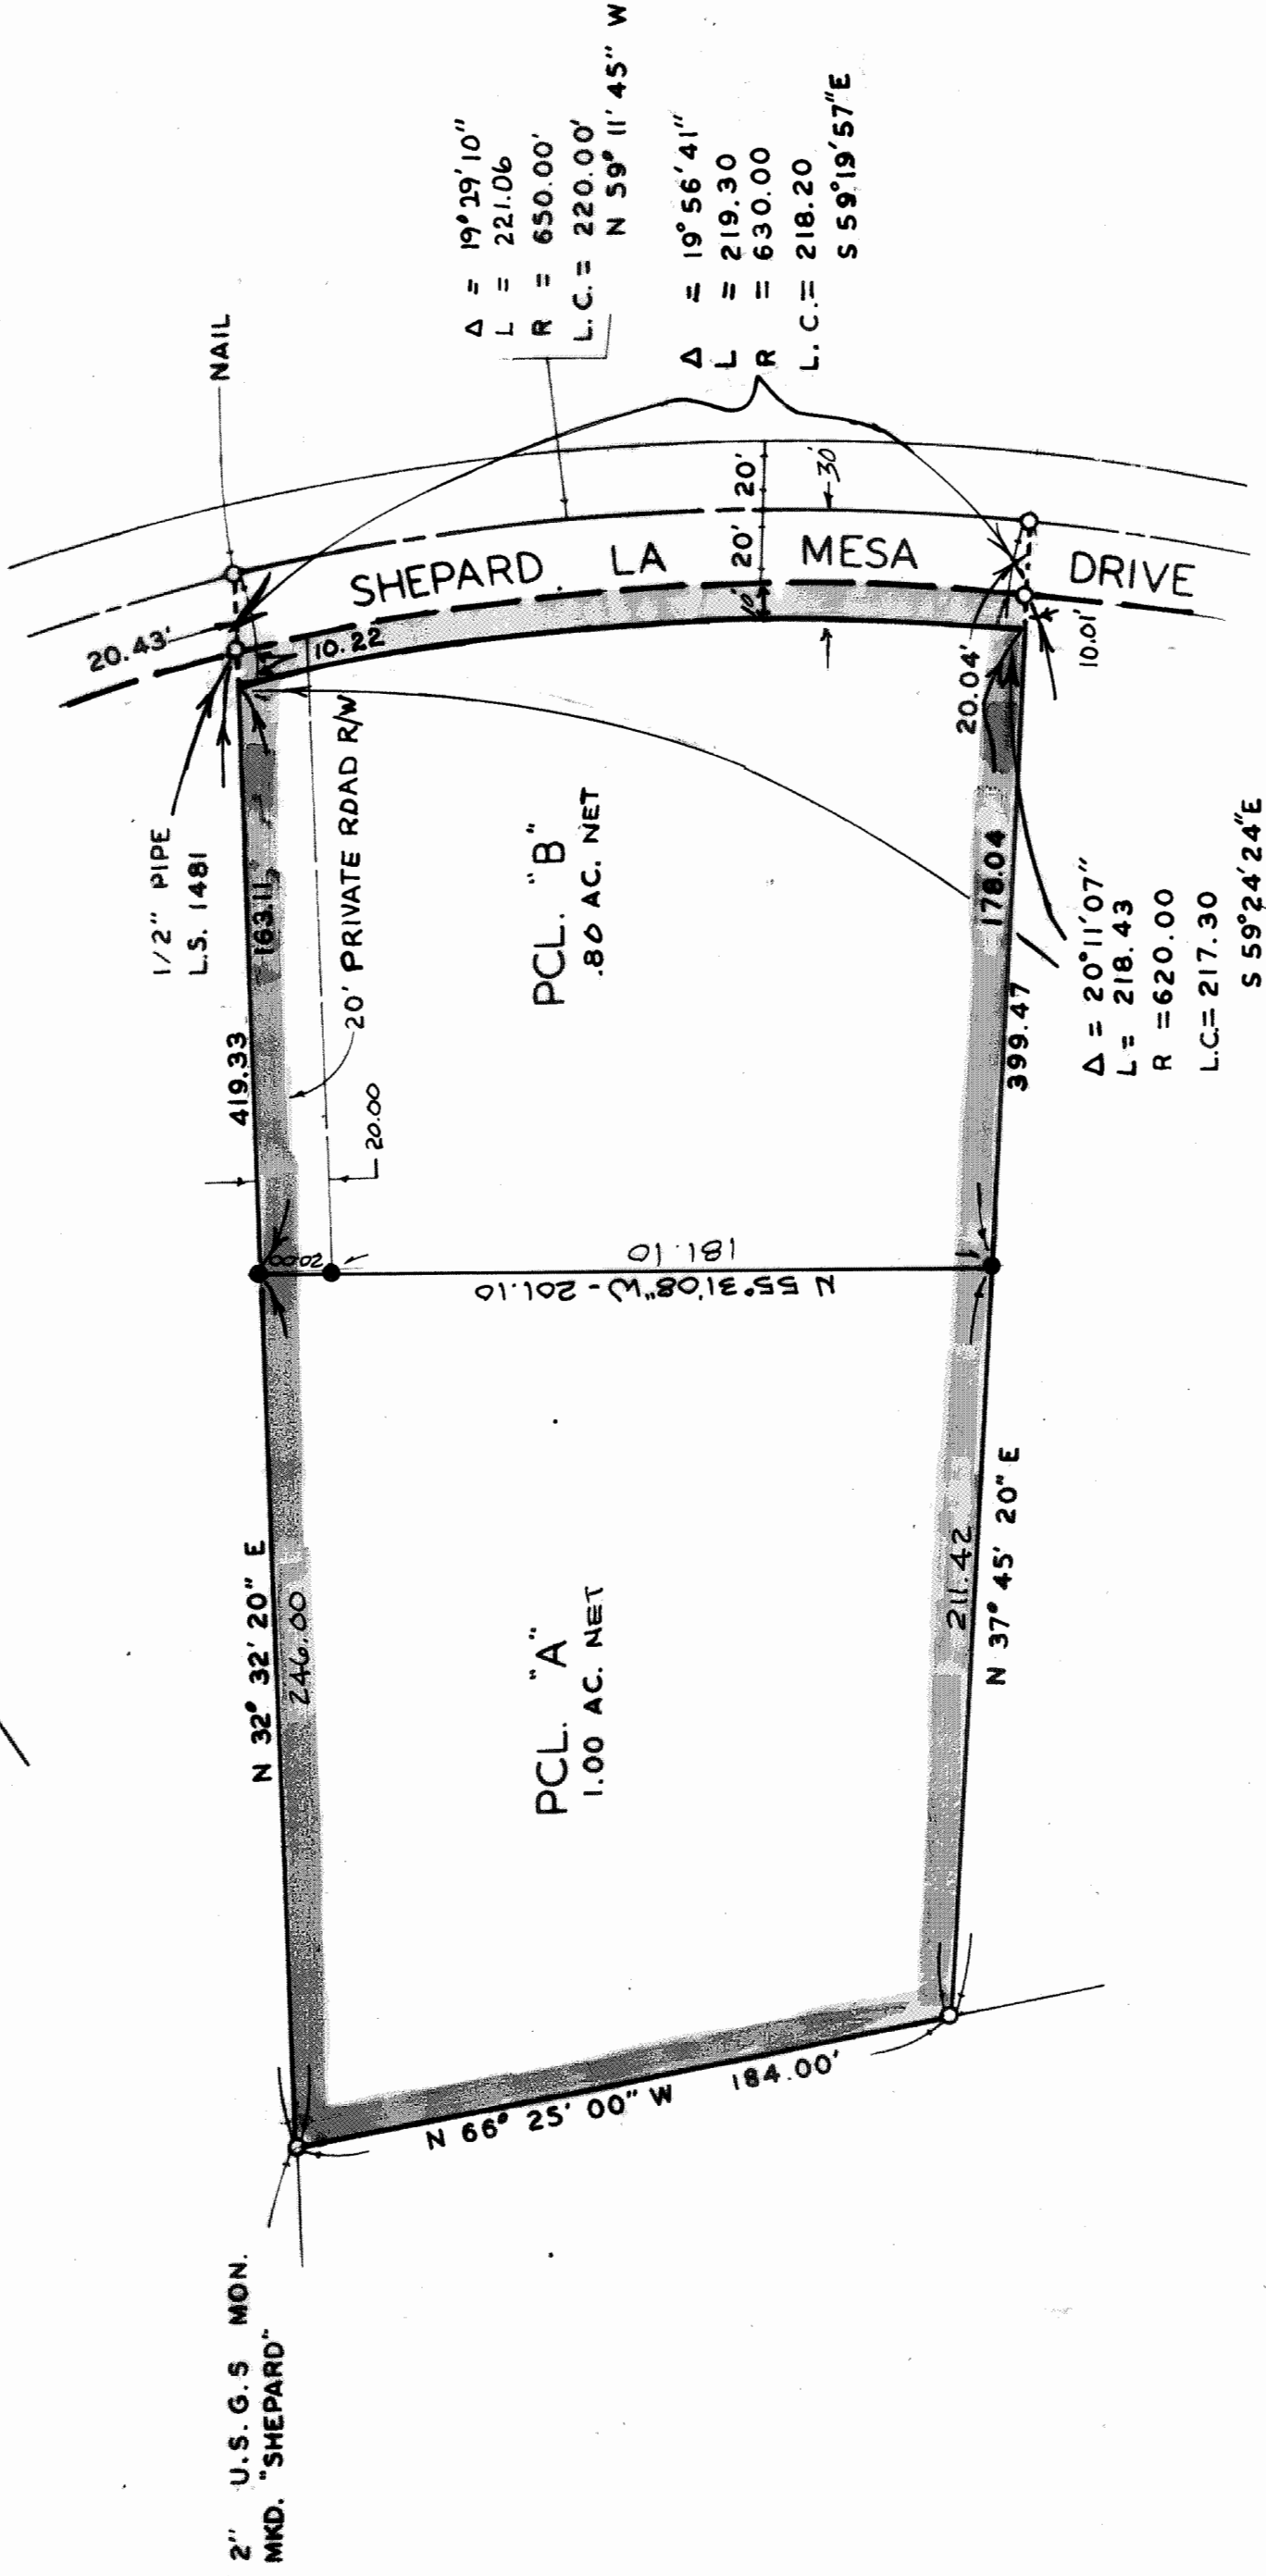 2" U.S.G.S MON.
MKD. "SHEPARD"
N 32° 32' 20" E
246.00
419.33
163.11
1/2" PIPE
L.S. 1481
NAIL
20.43'
10.22
20' PRIVATE ROAD R/W
20.00
20.00
N 66° 25' 00" W 184.00'
PCL. "A"
1.00 AC. NET
N 55° 31' 08" W - 201.10
181.10
PCL. "B"
.80 AC. NET
SHEPARD LA MESA DRIVE
20' 20'
10'
30'
211.42
N 37° 45' 20" E
399.47
178.04
20.04'
10.01'
Δ = 19° 29' 10"
L = 221.06
R = 650.00'
L.C. = 220.00'
N 59° 11' 45" W
Δ = 19° 56' 41"
L = 219.30
R = 630.00
L.C. = 218.20
S 59° 19' 57" E
Δ = 20° 11' 07"
L = 218.43
R = 620.00
L.C. = 217.30
S 59° 24' 24" E